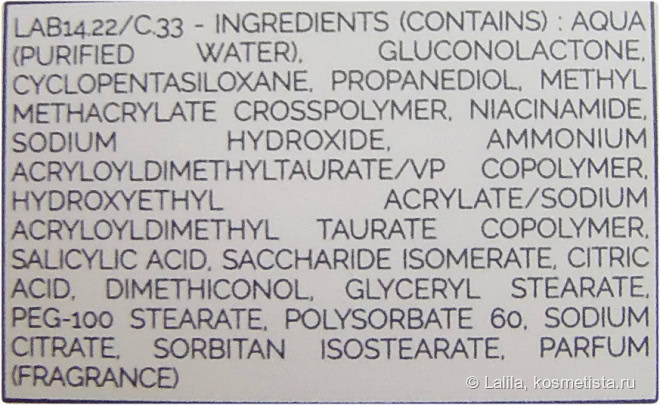 LAB14.22/C.33 - INGREDIENTS (CONTAINS) : AQUA
(PURIFIED WATER), GLUCONOLACTONE,
CYCLOPENTASILOXANE, PROPANEDIOL, METHYL
METHACRYLATE CROSSPOLYMER, NIACINAMIDE,
SODIUM HYDROXIDE, AMMONIUM
ACRYLOYLDIMETHYLTAURATE/VP COPOLYMER,
HYDROXYETHYL ACRYLATE/SODIUM
ACRYLOYLDIMETHYL TAURATE COPOLYMER,
SALICYLIC ACID, SACCHARIDE ISOMERATE, CITRIC
ACID, DIMETHICONOL, GLYCERYL STEARATE,
PEG-100 STEARATE, POLYSORBATE 60, SODIUM
CITRATE, SORBITAN ISOSTEARATE, PARFUM
(FRAGRANCE)
© Lalila, kosmetista.ru